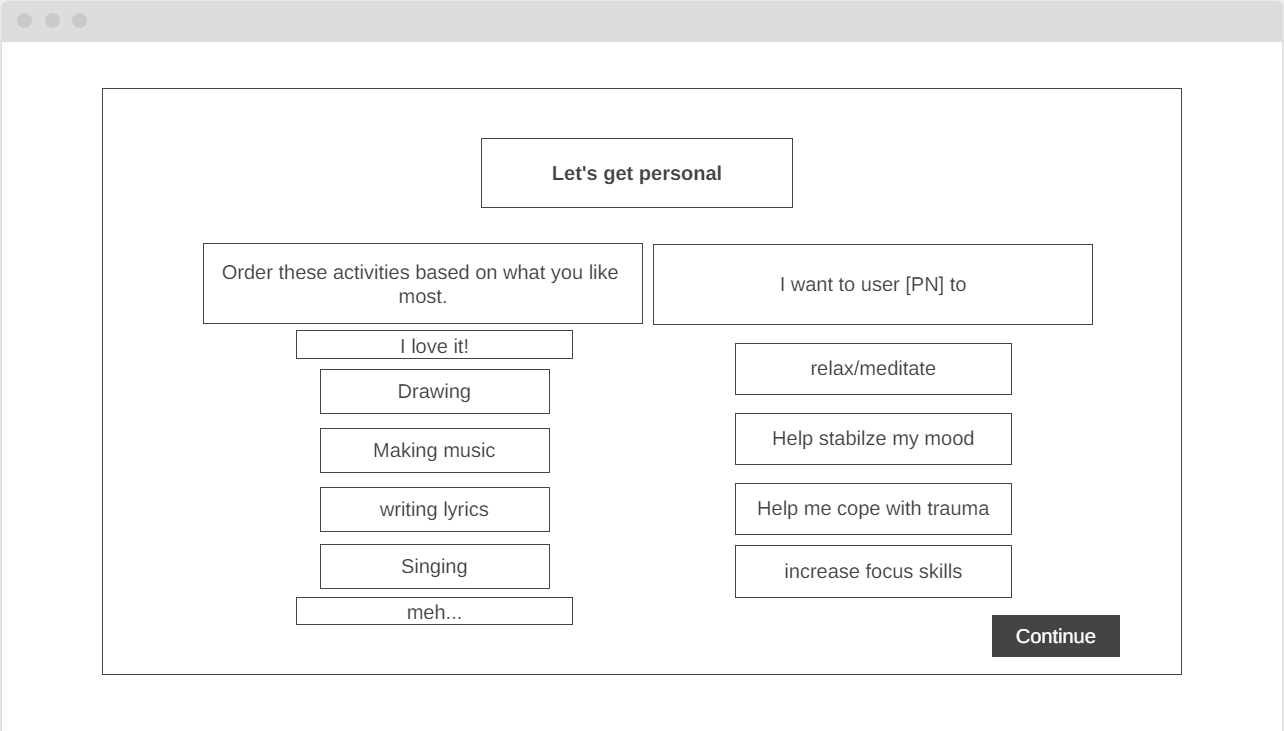 Let's get personal
Order these activities based on what you like
most.
I love it!
Drawing
Making music
writing lyrics
Singing
meh...
I want to user [PN] to
relax/meditate
Help stabilze my mood
Help me cope with trauma
increase focus skills
Continue